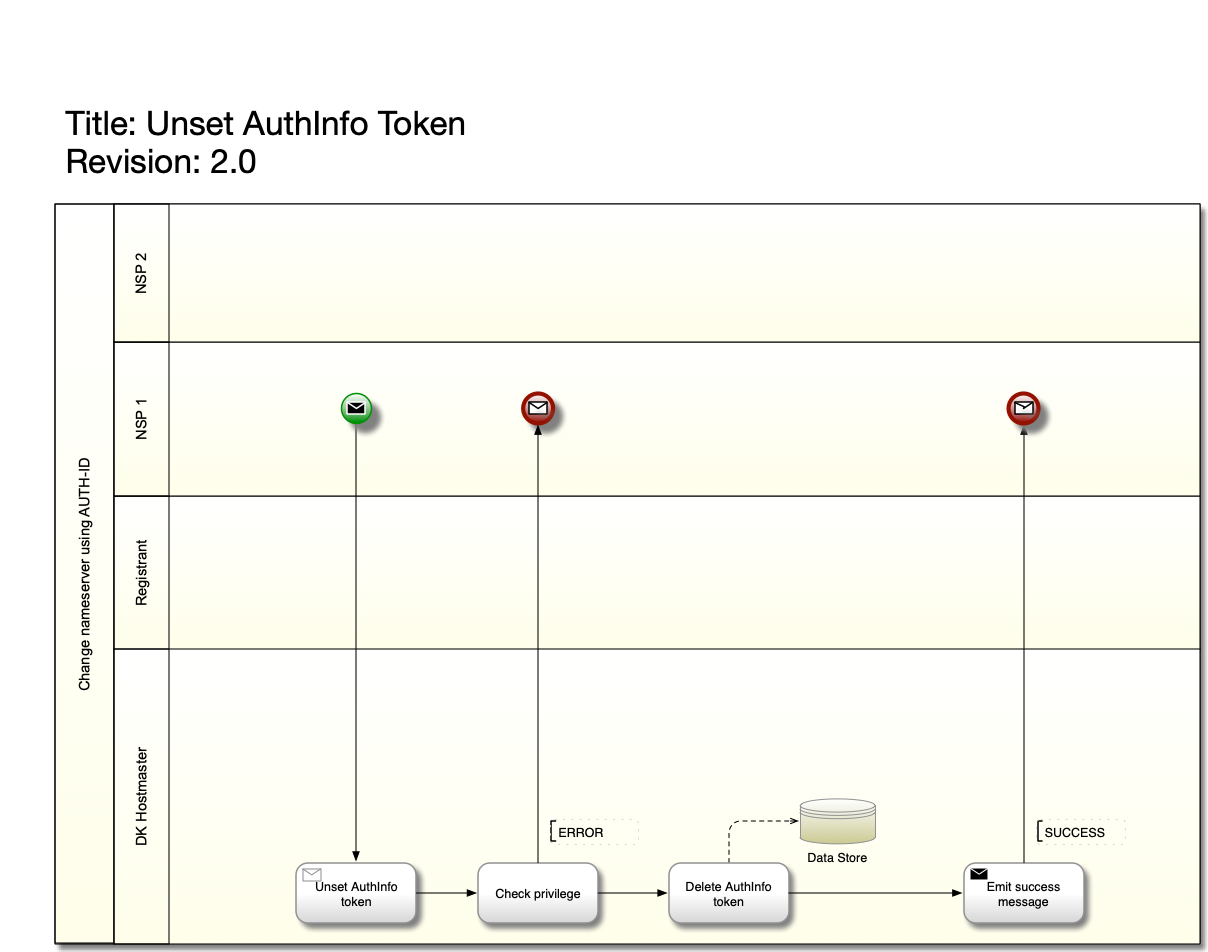 Title: Unset AuthInfo Token
Revision: 2.0
Change nameserver using AUTH-ID
NSP 2
NSP 1
Registrant
DK Hostmaster
ERROR
SUCCESS
Data Store
Unset AuthInfo
token
Check privilege
Delete AuthInfo
token
Emit success
message